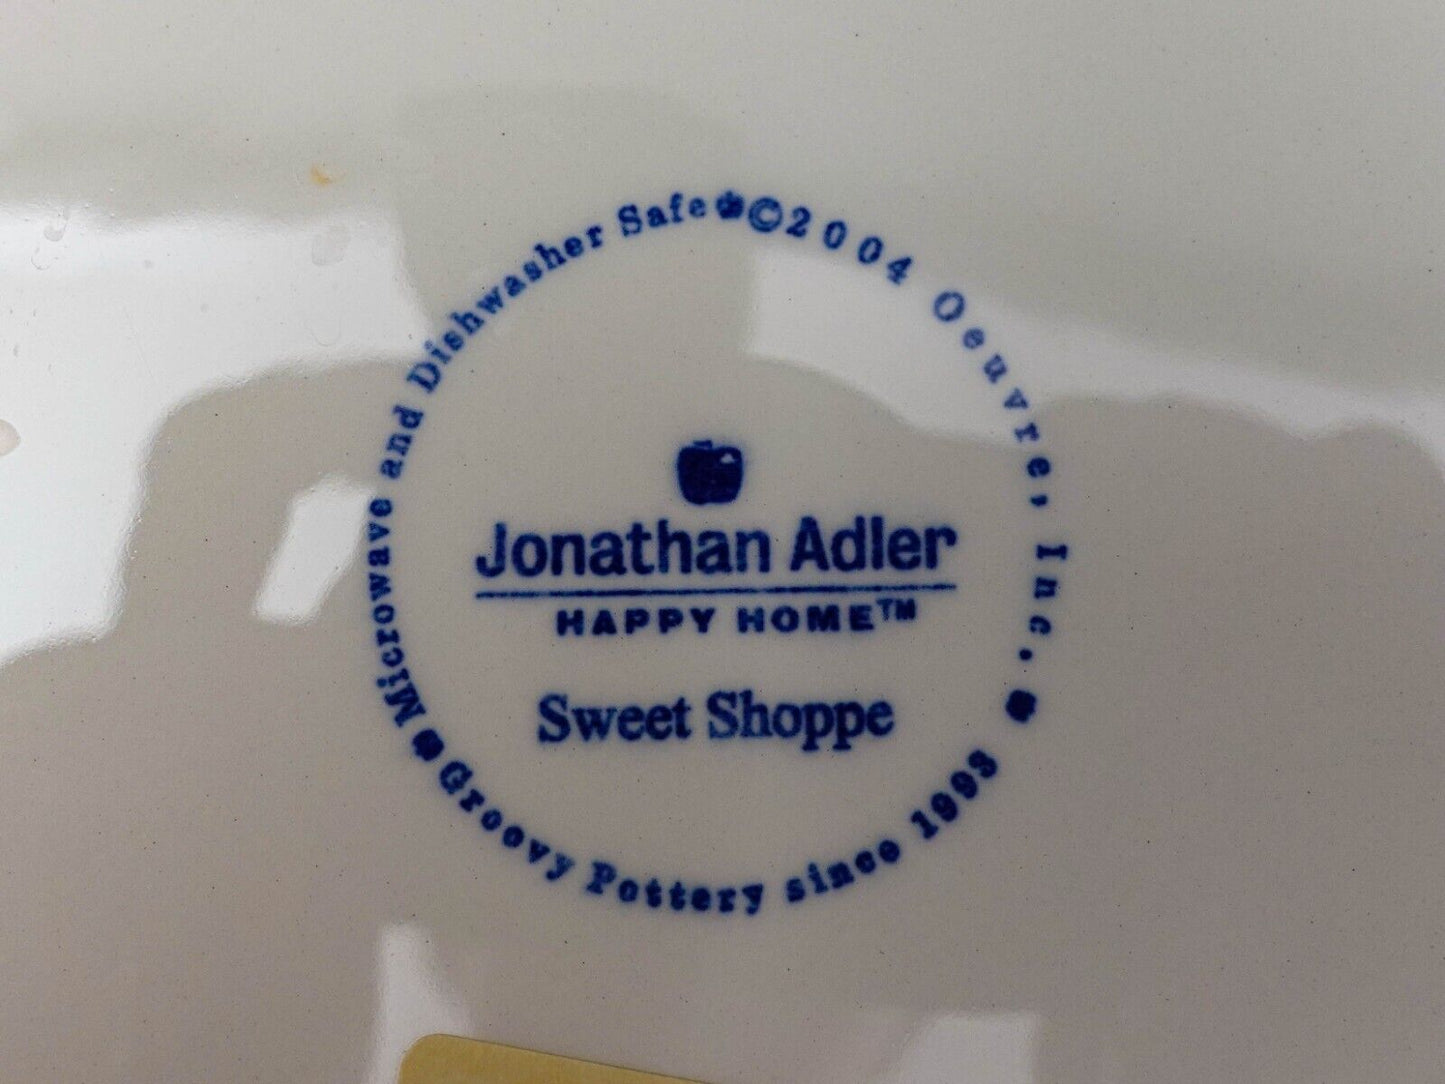 Microwave and Dishwasher Safe
©2004 Oeuvre, Inc.
Groovy Pottery since 1993
Jonathan Adler
HAPPY HOME™
Sweet Shoppe